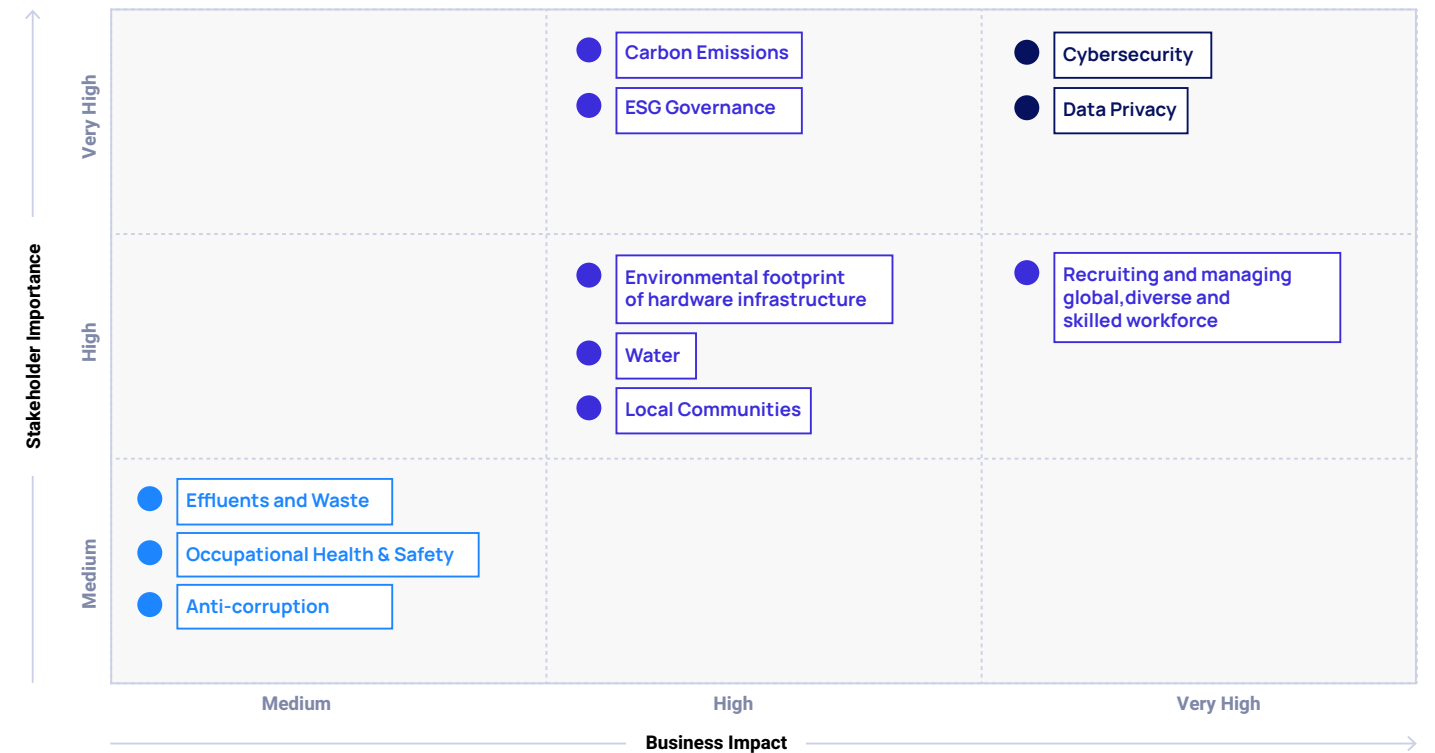 Very High
Carbon Emissions
ESG Governance
Cybersecurity
Data Privacy
Stakeholder Importance
High
Environmental footprint
of hardware infrastructure
Water
Local Communities
Recruiting and managing
global,diverse and
skilled workforce
Medium
Effluents and Waste
Occupational Health & Safety
Anti-corruption
Medium
High
Very High
Business Impact